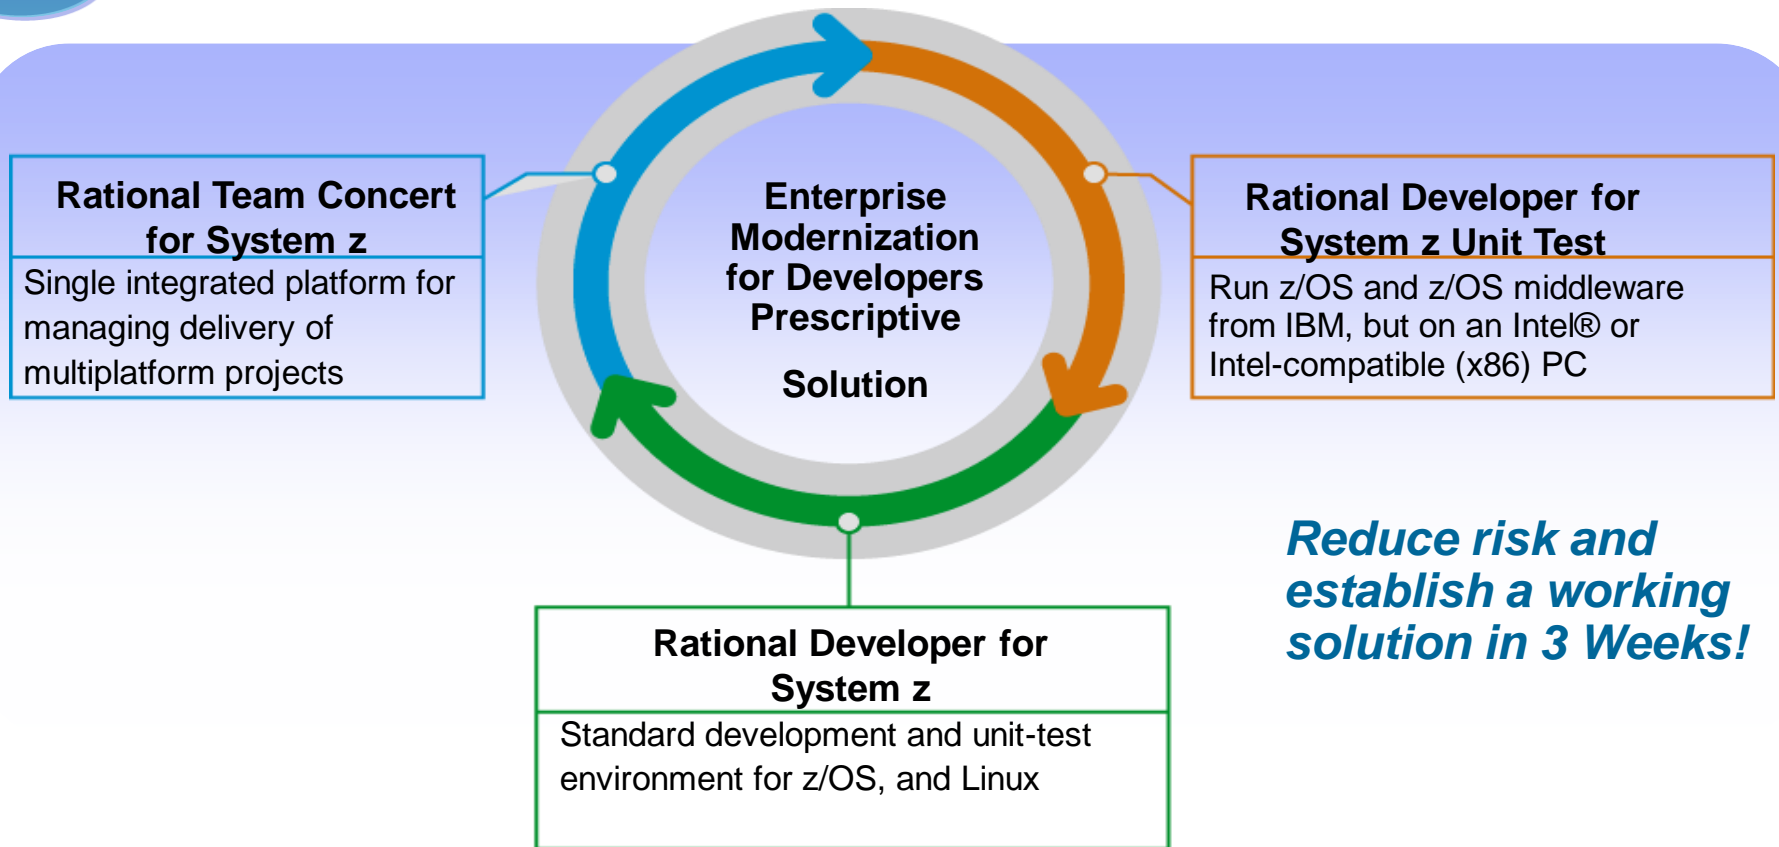 Rational Team Concert
for System z
Single integrated platform for
managing delivery of
multiplatform projects
Enterprise
Modernization
for Developers
Prescriptive
Solution
Rational Developer for
System z Unit Test
Run z/OS and z/OS middleware
from IBM, but on an Intel® or
Intel-compatible (x86) PC
Reduce risk and
establish a working
solution in 3 Weeks!
Rational Developer for
System z
Standard development and unit-test
environment for z/OS, and Linux